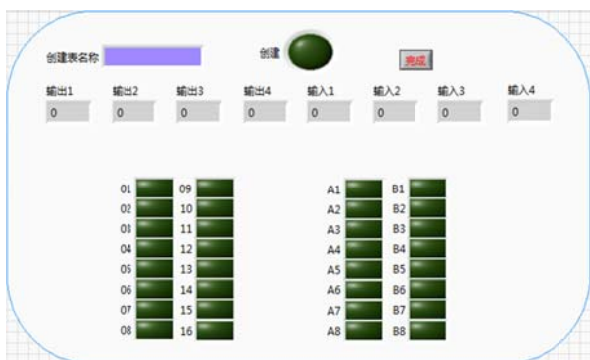 创建表名称 创建 完成
输出1 输出2 输出3 输出4 输入1 输入2 输入3 输入4
0 0 0 0 0 0 0 0
01 09 A1 B1
02 10 A2 B2
03 11 A3 B3
04 12 A4 B4
05 13 A5 B5
06 14 A6 B6
07 15 A7 B7
08 16 A8 B8